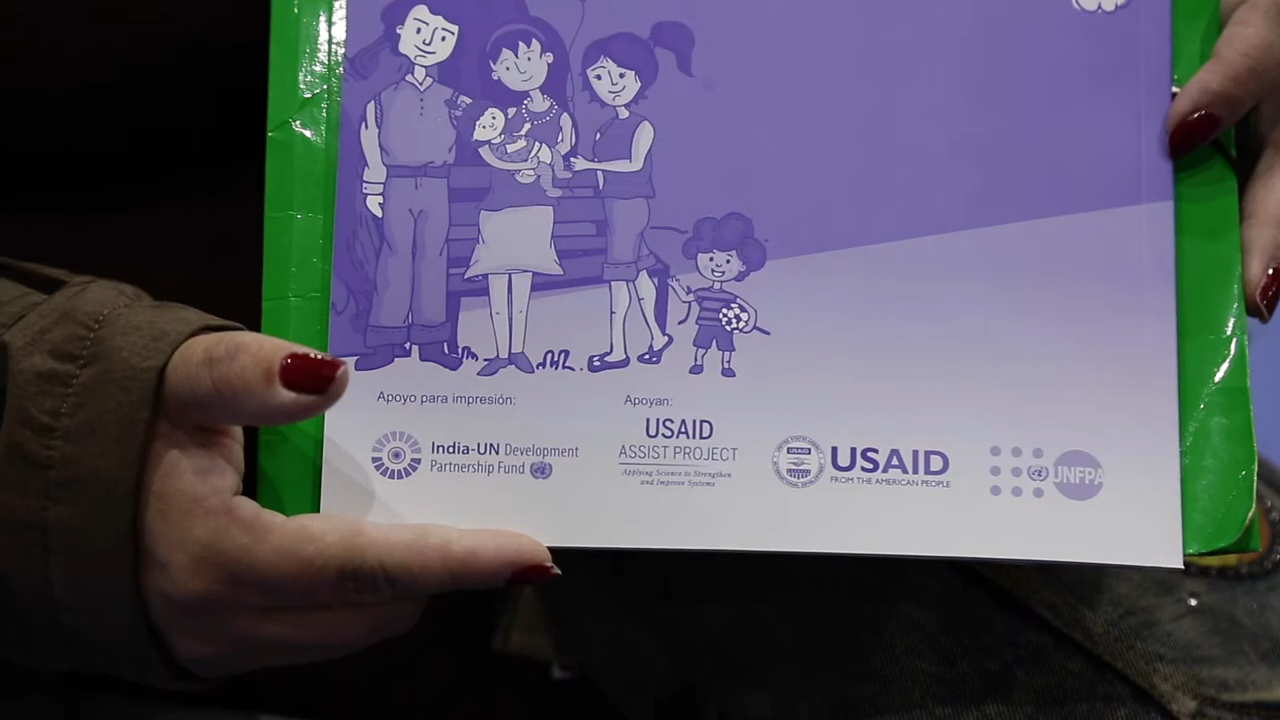 Apoyo para impresión:
Apoyan:
India-UN Development
Partnership Fund
USAID
ASSIST PROJECT
Applying Science to Strengthen
and Improve Systems
USAID
USAID
FROM THE AMERICAN PEOPLE
UNFPA